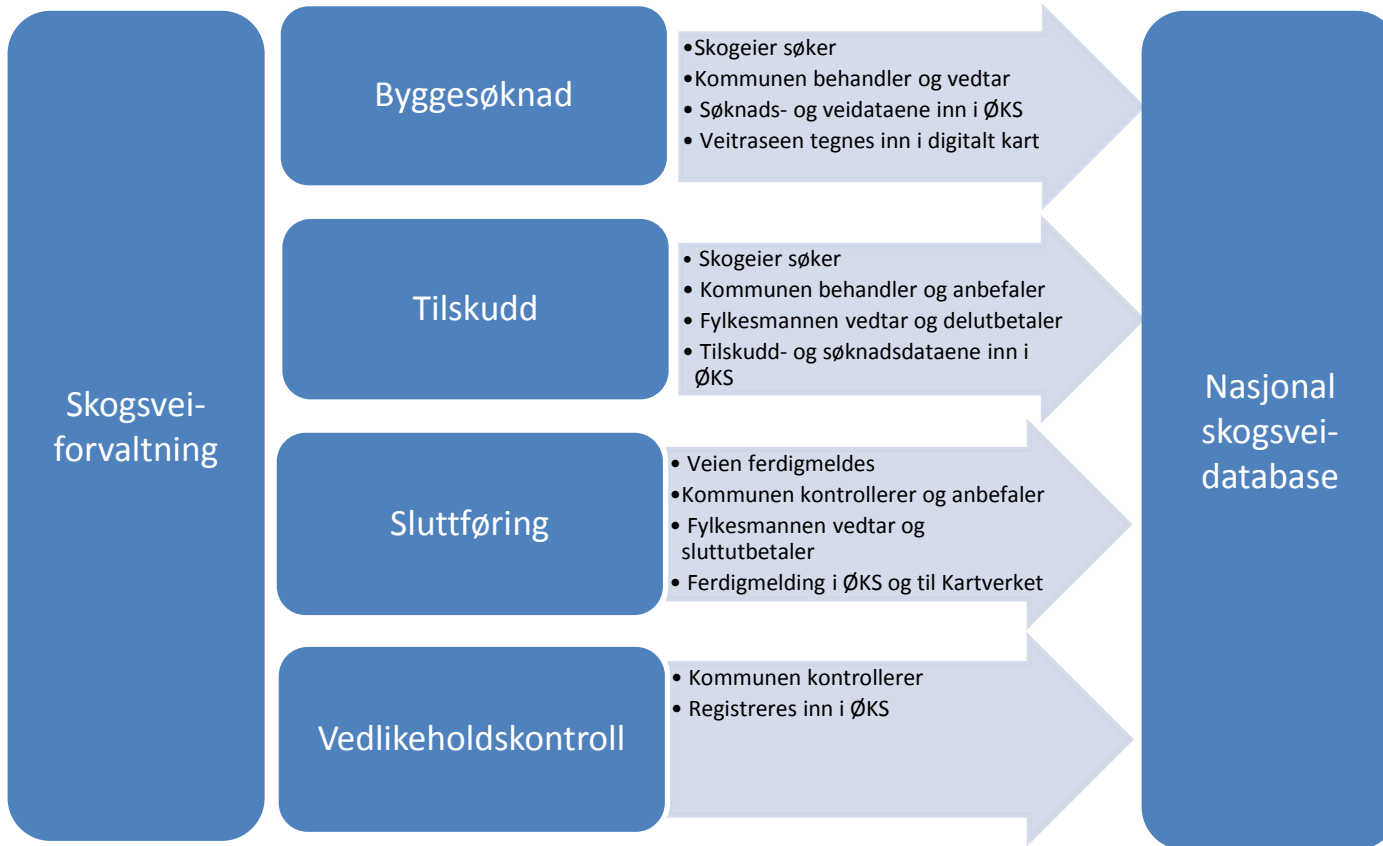 Skogsvei-
forvaltning
Byggesøknad
•Skogeier søker
•Kommunen behandler og vedtar
• Søknads- og veidataene inn i ØKS
• Veitraseen tegnes inn i digitalt kart
Tilskudd
• Skogeier søker
• Kommunen behandler og anbefaler
• Fylkesmannen vedtar og delutbetaler
• Tilskudd- og søknadsdataene inn i
ØKS
Sluttføring
• Veien ferdigmeldes
•Kommunen kontrollerer og anbefaler
• Fylkesmannen vedtar og
sluttutbetaler
• Ferdigmelding i ØKS og til Kartverket
Vedlikeholdskontroll
• Kommunen kontrollerer
• Registreres inn i ØKS
Nasjonal
skogsvei-
database